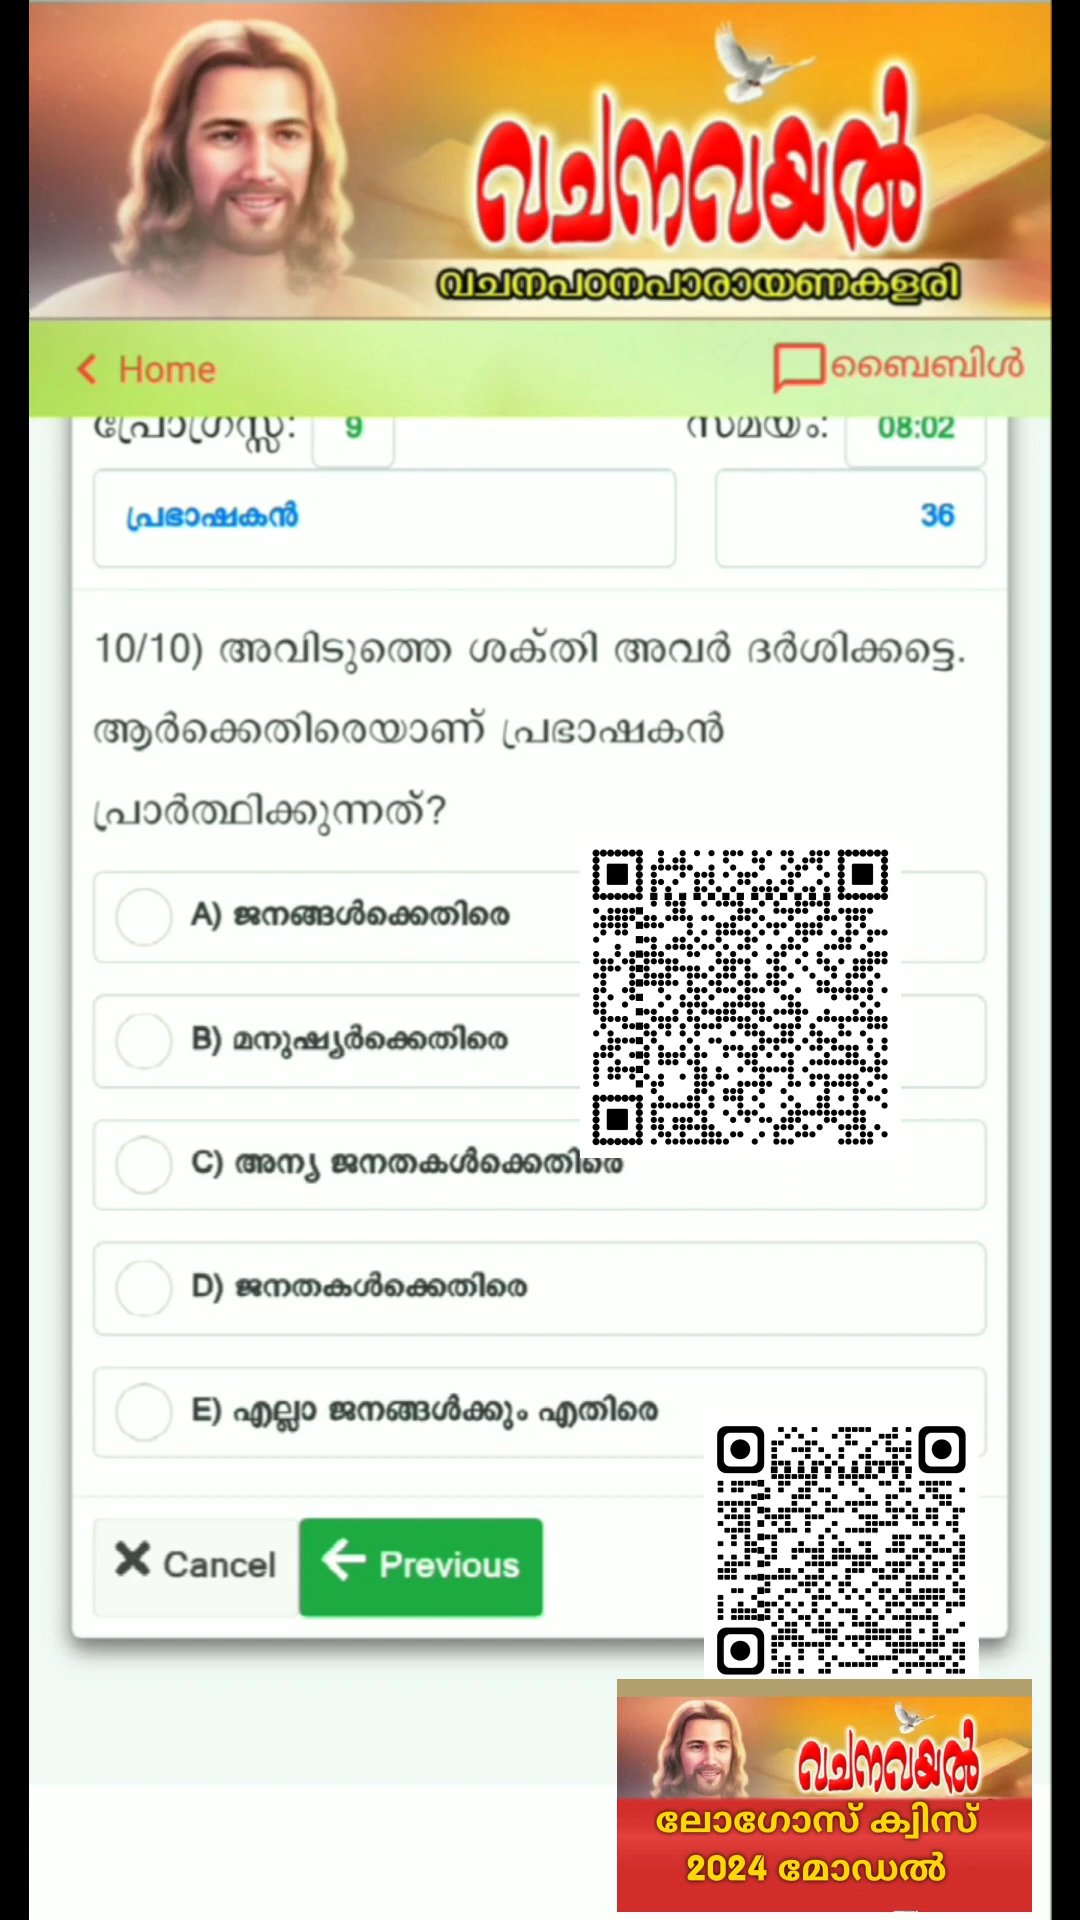 വചനവയൽ
വചനപഠനപാരായണകളരി
Home
ബൈബിൾ
പ്രോഗ്രസ്സ്: 9 സമയം: 08:02
പ്രഭാഷകൻ 36
10/10) അവിടുത്തെ ശക്തി അവർ ദർശിക്കട്ടെ.
ആർക്കെതിരെയാണ് പ്രഭാഷകൻ
പ്രാർത്ഥിക്കുന്നത്?
A) ജനങ്ങൾക്കെതിരെ
B) മനുഷ്യർക്കെതിരെ
C) അന്യ ജനതകൾക്കെതിരെ
D) ജനതകൾക്കെതിരെ
E) എല്ലാ ജനങ്ങൾക്കും എതിരെ
Cancel Previous
വചനവയൽ
ലോഗോസ് ക്വിസ്
2024 മോഡൽ